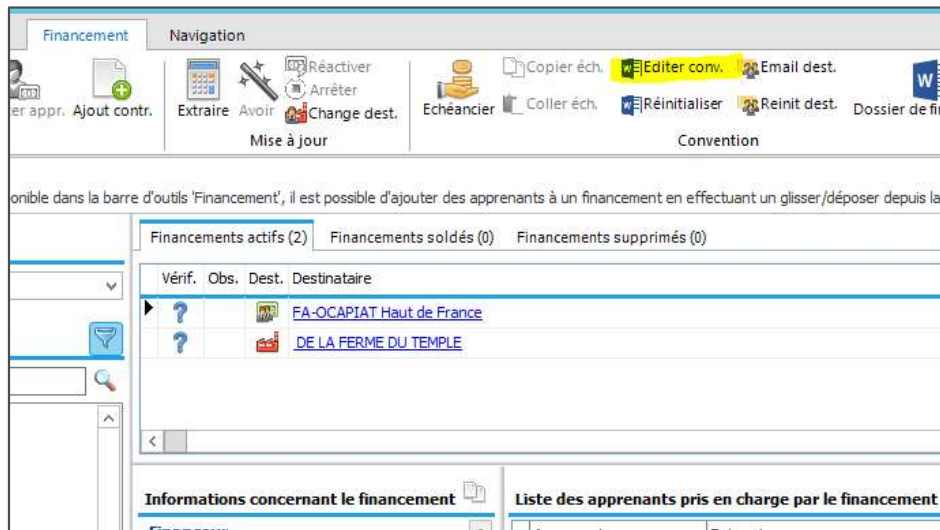 Financement Navigation
Réactiver Copier éch. Editer conv. Email dest.
Arrêter
er appr. Ajout contr. Extraire Avoir Change dest. Echéancier Coller éch. Réinitialiser Reinit dest. Dossier de fi
Mise à jour Convention
onible dans la barre d'outils 'Financement', il est possible d'ajouter des apprenants à un financement en effectuant un glisser/déposer depuis la
Financements actifs (2) Financements soldés (0) Financements supprimés (0)
Vérif. Obs. Dest. Destinataire
? FA-OCAPIAT Haut de France
? DE LA FERME DU TEMPLE
Informations concernant le financement Liste des apprenants pris en charge par le financement